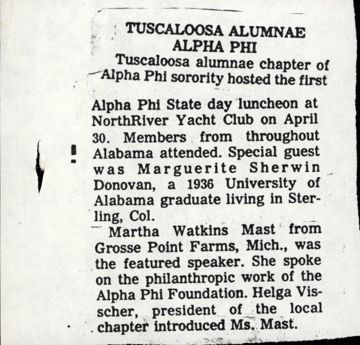 TUSCALOOSA ALUMNAE
ALPHA PHI
Tuscaloosa alumnae chapter of
Alpha Phi sorority hosted the first
Alpha Phi State day luncheon at
NorthRiver Yacht Club on April
30. Members from throughout
Alabama attended. Special guest
was Marguerite Sherwin
Donovan, a 1936 University of
Alabama graduate living in Ster-
ling, Col.
Martha Watkins Mast from
Grosse Point Farms, Mich., was
the featured speaker. She spoke
on the philanthropic work of the
Alpha Phi Foundation. Helga Vis-
scher, president of the local
chapter introduced Ms. Mast.